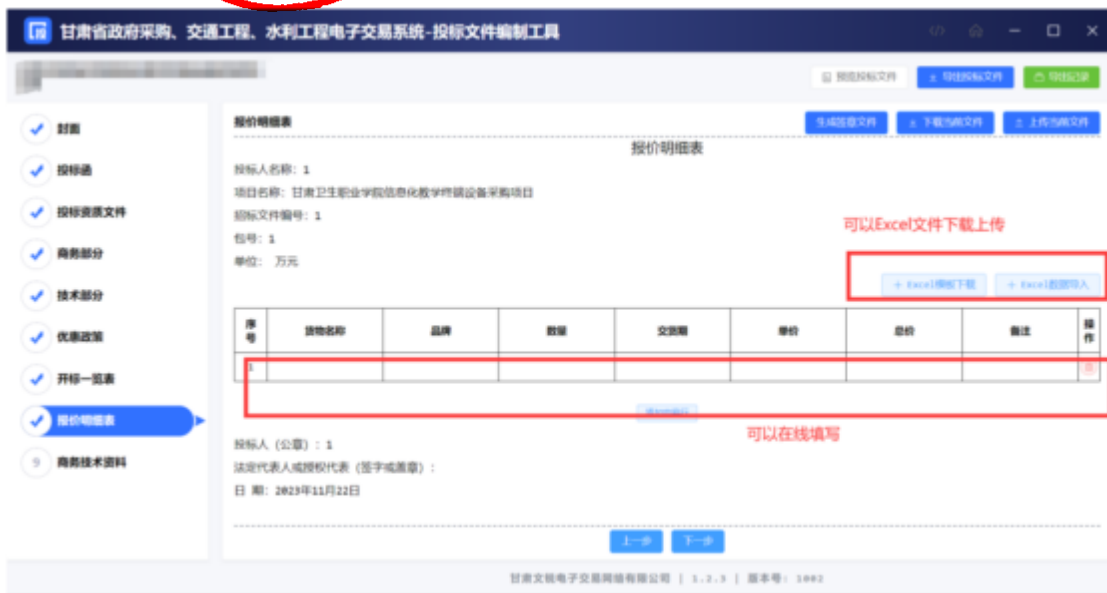 甘肃省政府采购、交通工程、水利工程电子交易系统-投标文件编制工具
预览投标文件 导出投标文件 导出记录
封面
投标函
投标资质文件
商务部分
技术部分
优惠政策
开标一览表
报价明细表
9 商务技术资料
报价明细表 生成签章文件 下载当前文件 上传当前文件
报价明细表
投标人名称: 1
项目名称: 甘肃卫生职业学院信息化教学终端设备采购项目
招标文件编号: 1
包号: 1
单位: 万元
可以Excel文件下载上传
+ Excel模板下载 + Excel数据导入
序号 货物名称 品牌 数量 交货期 单价 总价 备注 操作
1
可以在线填写
投标人 (公章) : 1
法定代表人或授权代表 (签字或盖章) :
日 期: 2023年11月22日
上一步 下一步
甘肃文锐电子交易网络有限公司 | 1.2.3 | 版本号: 1002